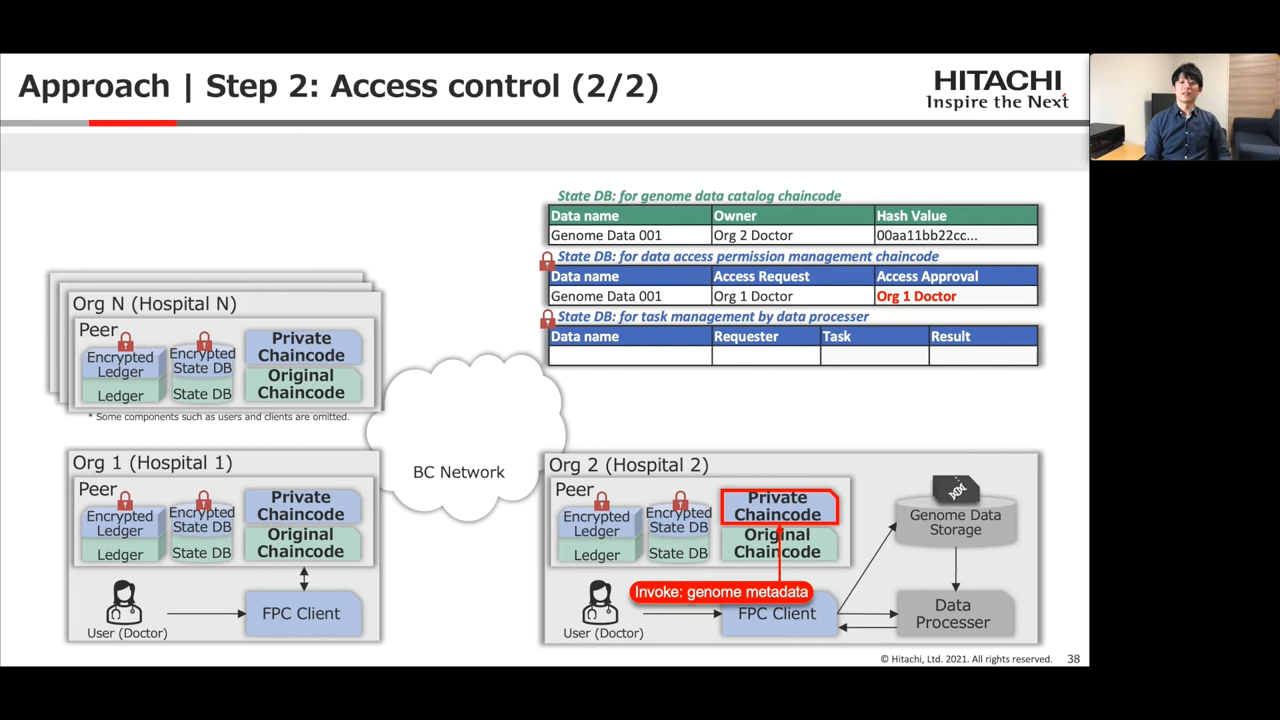 Approach | Step 2: Access control (2/2)
HITACHI
Inspire the Next
State DB: for genome data catalog chaincode
Data name Owner Hash Value
Genome Data 001 Org 2 Doctor 00aa11bb22cc...
State DB: for data access permission management chaincode
Data name Access Request Access Approval
Genome Data 001 Org 1 Doctor Org 1 Doctor
State DB: for task management by data processer
Data name Requester Task Result
Org N (Hospital N)
Peer
Encrypted
Ledger
Ledger
Encrypted
State DB
State DB
Private
Chaincode
Original
Chaincode
* Some components such as users and clients are omitted.
BC Network
Org 1 (Hospital 1)
Peer
Encrypted
Ledger
Ledger
Encrypted
State DB
State DB
Private
Chaincode
Original
Chaincode
User (Doctor)
FPC Client
Org 2 (Hospital 2)
Peer
Encrypted
Ledger
Ledger
Encrypted
State DB
State DB
Private
Chaincode
Original
Chaincode
Invoke: genome metadata
User (Doctor)
FPC Client
Genome Data
Storage
Data
Processer
© Hitachi, Ltd. 2021. All rights reserved. 38